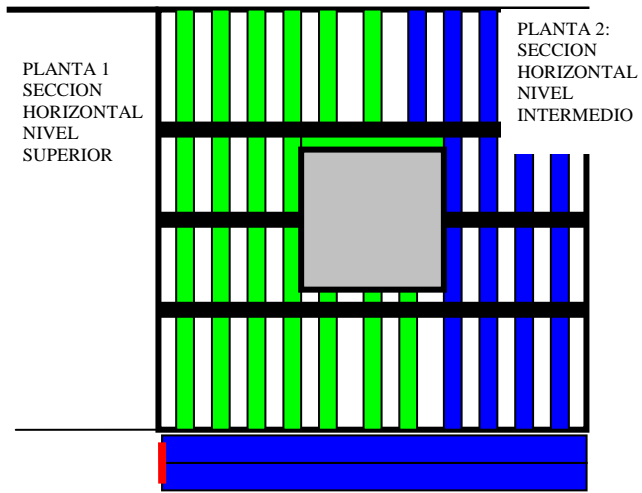 PLANTA 1
SECCION
HORIZONTAL
NIVEL
SUPERIOR
PLANTA 2:
SECCION
HORIZONTAL
NIVEL
INTERMEDIO